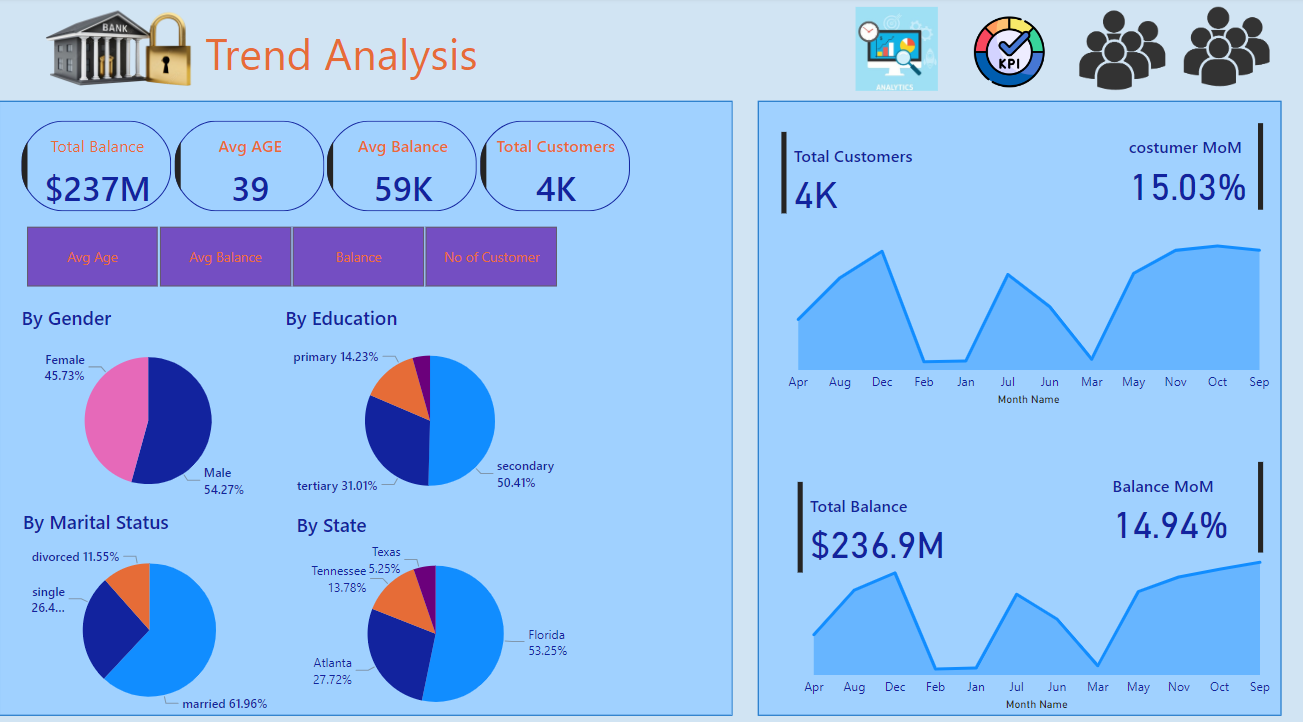 BANK
Trend Analysis
ANALYTICS
KPI
Total Balance
$237M
Avg AGE
39
Avg Balance
59K
Total Customers
4K
Avg Age
Avg Balance
Balance
No of Customer
By Gender
Female
45.73%
Male
54.27%
By Education
primary 14.23%
tertiary 31.01%
secondary
50.41%
By Marital Status
divorced 11.55%
single
26.4...
married 61.96%
By State
Texas
5.25%
Tennessee
13.78%
Atlanta
27.72%
Florida
53.25%
Total Customers
4K
costumer MoM
15.03%
Apr Aug Dec Feb Jan Jul Jun Mar May Nov Oct Sep
Month Name
Total Balance
$236.9M
Balance MoM
14.94%
Apr Aug Dec Feb Jan Jul Jun Mar May Nov Oct Sep
Month Name